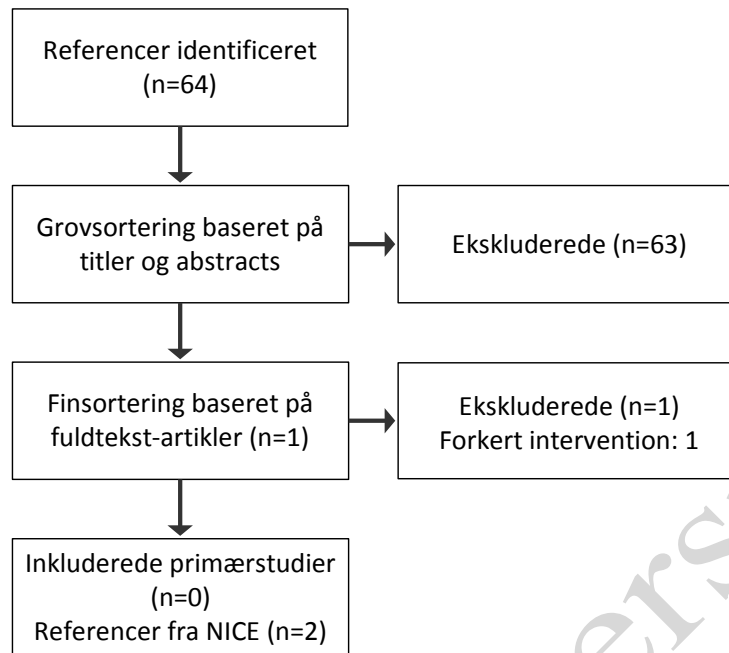 Referencer identificeret
(n=64)
Grovsortering baseret på
titler og abstracts
Ekskluderede (n=63)
Finsortering baseret på
fuldtekst-artikler (n=1)
Ekskluderede (n=1)
Forkert intervention: 1
Inkluderede primærstudier
(n=0)
Referencer fra NICE (n=2)
ers